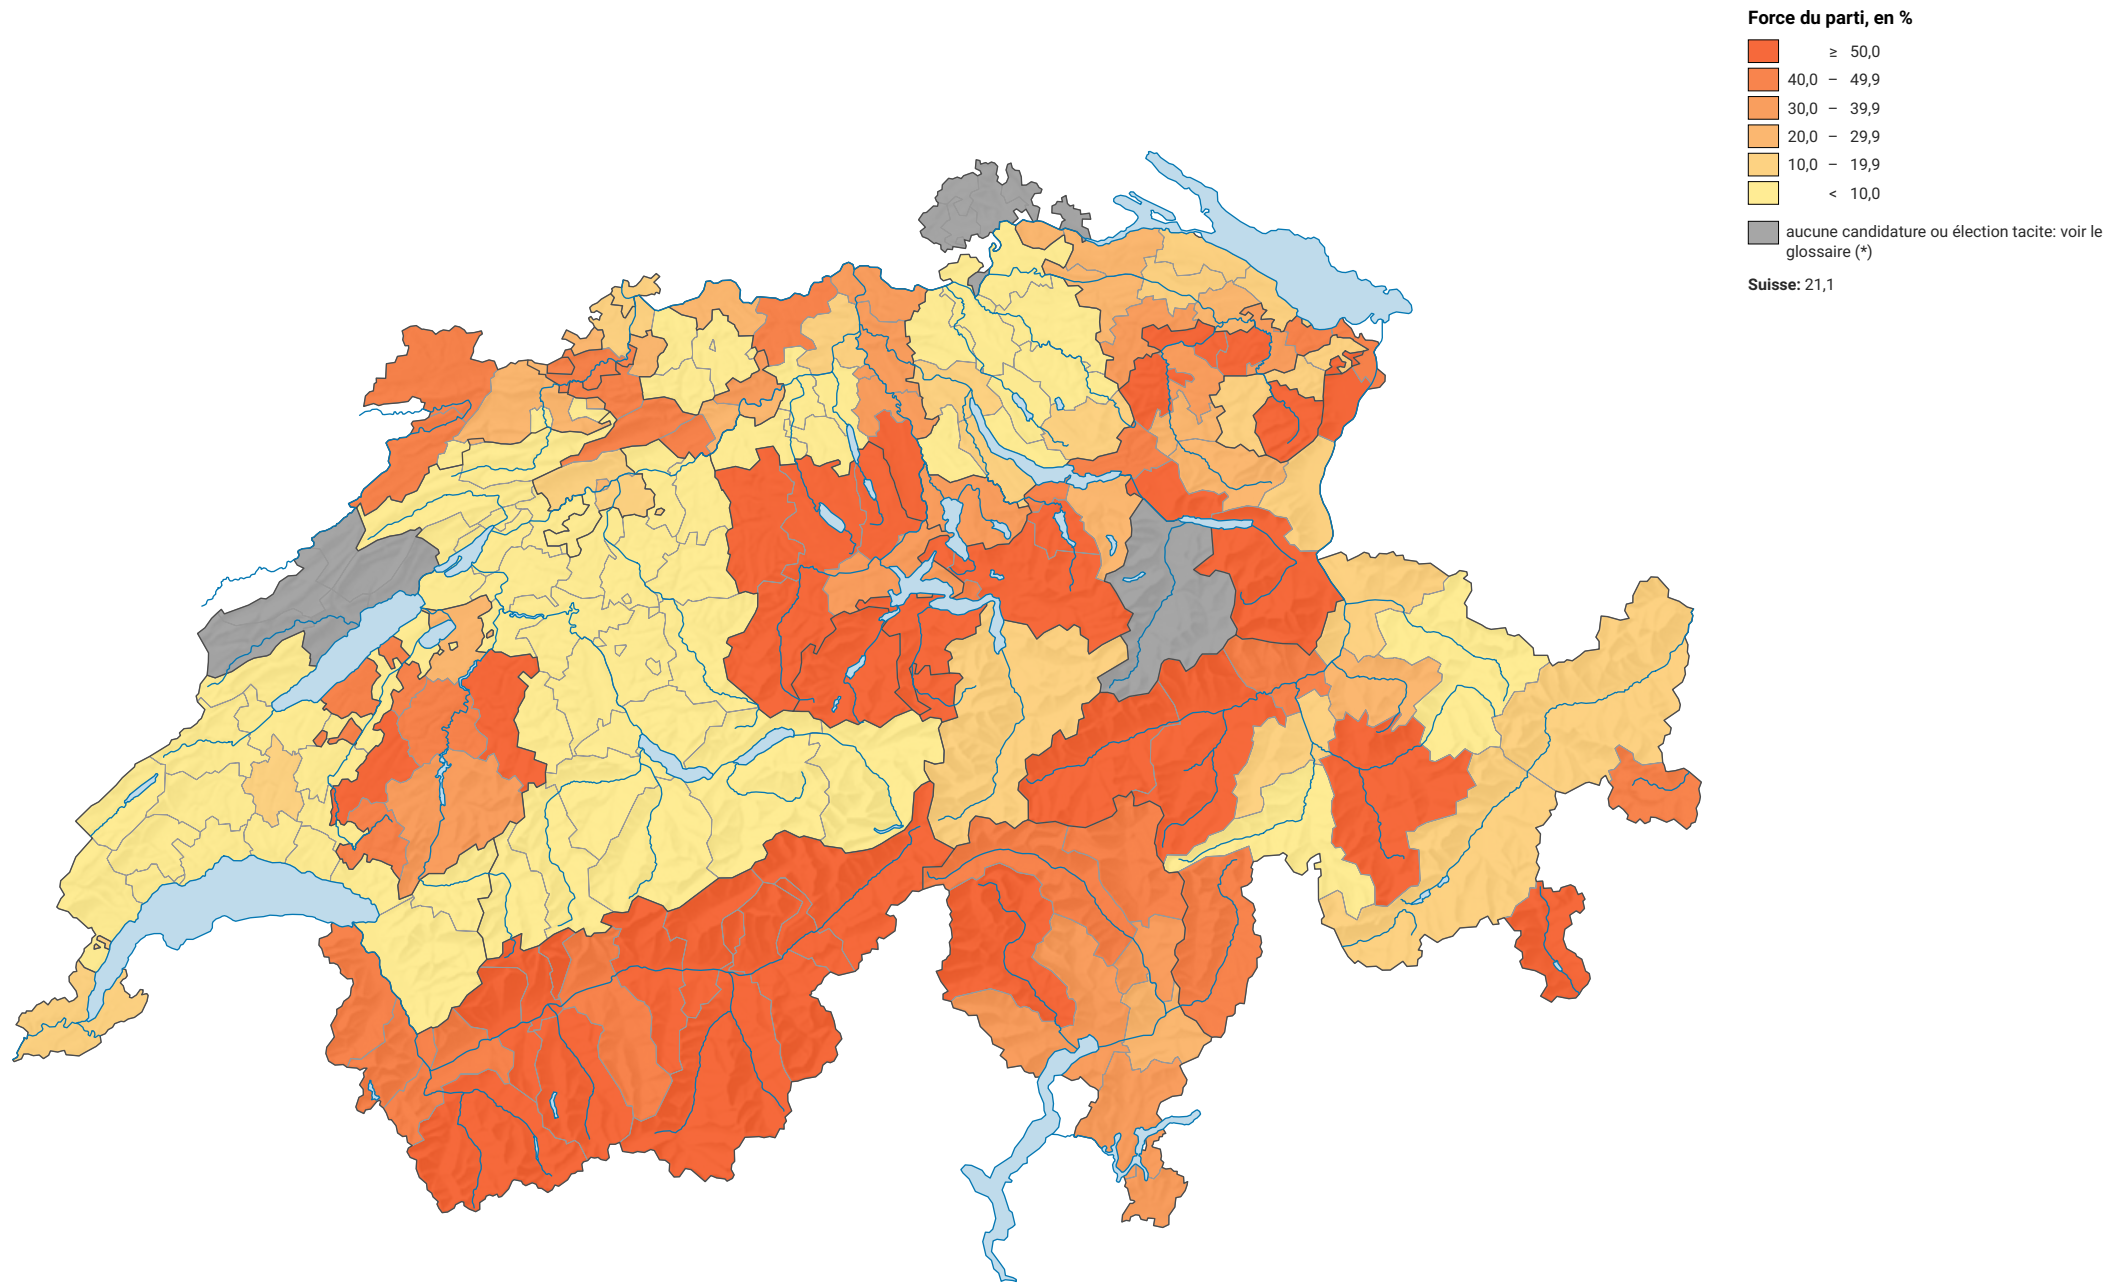 Force du parti, en %
≥ 50,0
40,0 – 49,9
30,0 – 39,9
20,0 – 29,9
10,0 – 19,9
< 10,0
aucune candidature ou élection tacite: voir le
glossaire (*)
Suisse: 21,1